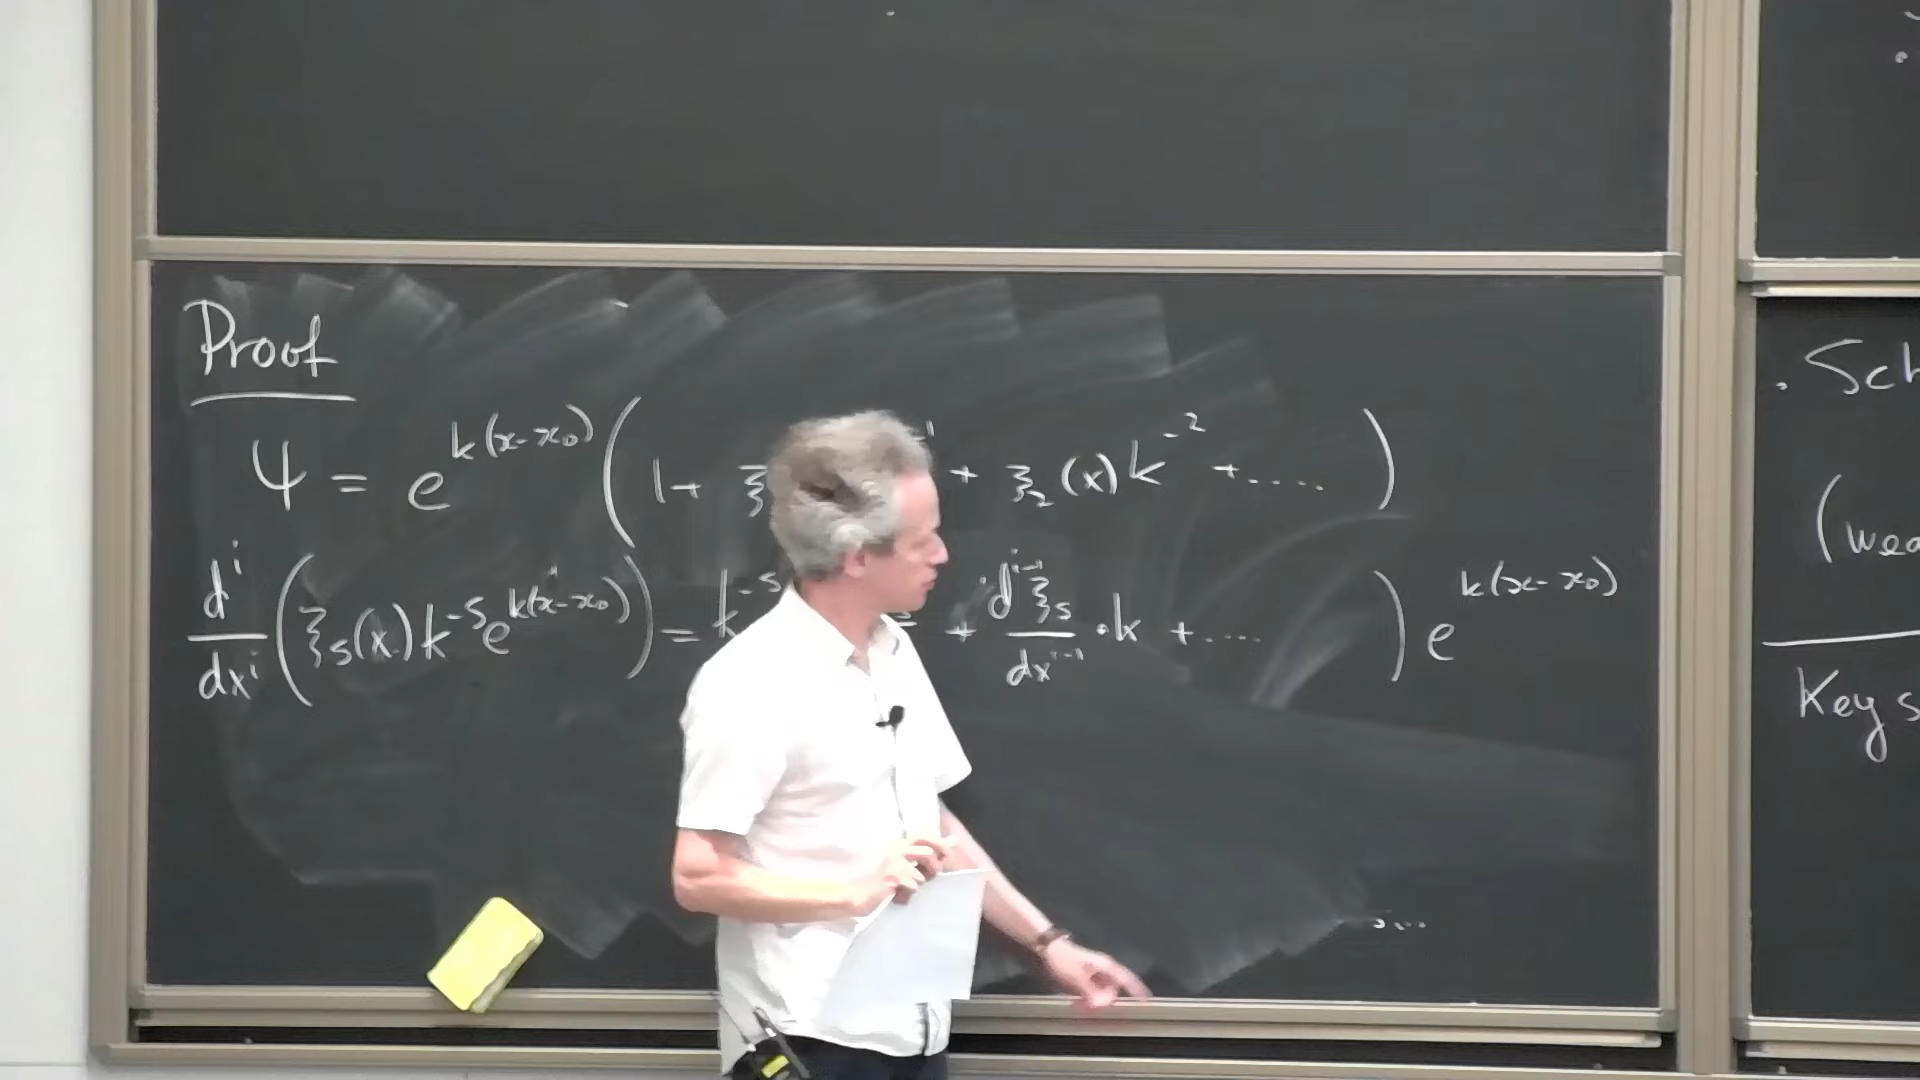 Proof
ψ = e^{k(x-x₀)} ( 1 + ξ + ξ₂(x) k^{-2} + .... )
d^i/dx^i ( ξ_s(x) k^{-s} e^{k(x-x₀)} ) = k^{-s} + d^{i-1}ξ_s/dx^{i-1} · k + .... ) e^{k(x-x₀)}
. Sch
(wea
Key s